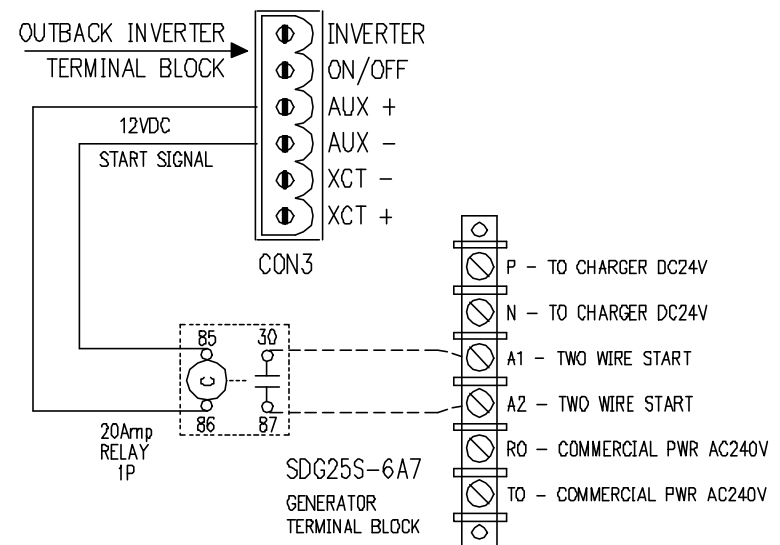 OUTBACK INVERTER
TERMINAL BLOCK
INVERTER
ON/OFF
AUX +
AUX -
XCT -
XCT +
12VDC
START SIGNAL
CON3
P - TO CHARGER DC24V
N - TO CHARGER DC24V
A1 - TWO WIRE START
A2 - TWO WIRE START
RO - COMMERCIAL PWR AC240V
TO - COMMERCIAL PWR AC240V
85
30
C
86
87
20Amp
RELAY
1P
SDG25S-6A7
GENERATOR
TERMINAL BLOCK